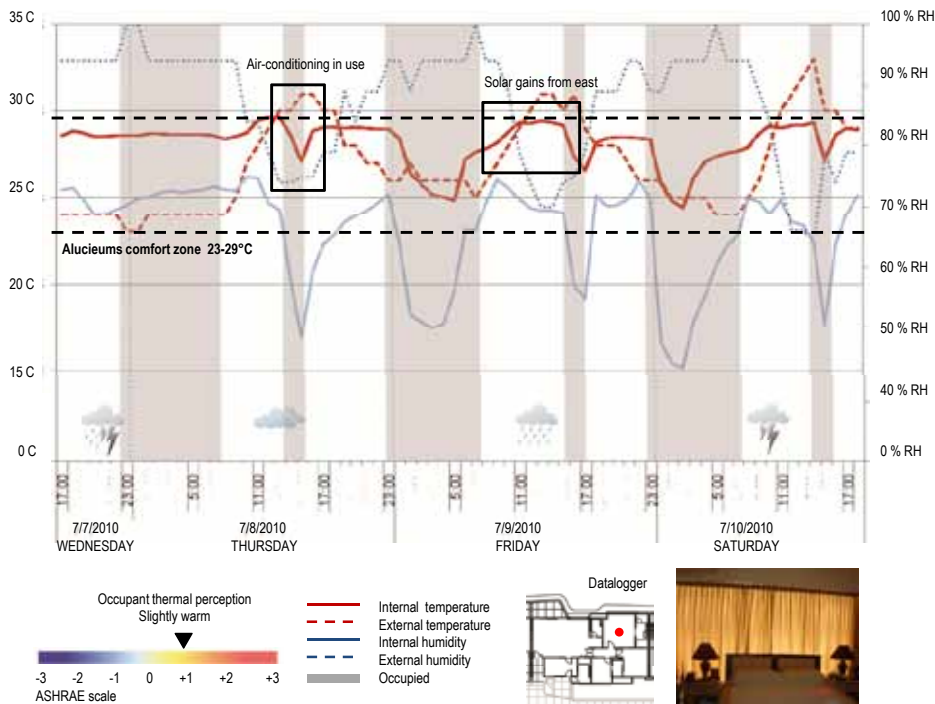 35 C
100 % RH
Air-conditioning in use
Solar gains from east
90 % RH
30 C
80 % RH
25 C
70 % RH
Alucieums comfort zone 23-29°C
60 % RH
20 C
50 % RH
15 C
40 % RH
0 C
0 % RH
17:00
23:00
5:00
11:00
17:00
23:00
5:00
11:00
17:00
23:00
5:00
11:00
17:00
7/7/2010
7/8/2010
7/9/2010
7/10/2010
WEDNESDAY
THURSDAY
FRIDAY
SATURDAY
Occupant thermal perception
Slightly warm
-3 -2 -1 0 +1 +2 +3
ASHRAE scale
Internal temperature
External temperature
Internal humidity
External humidity
Occupied
Datalogger